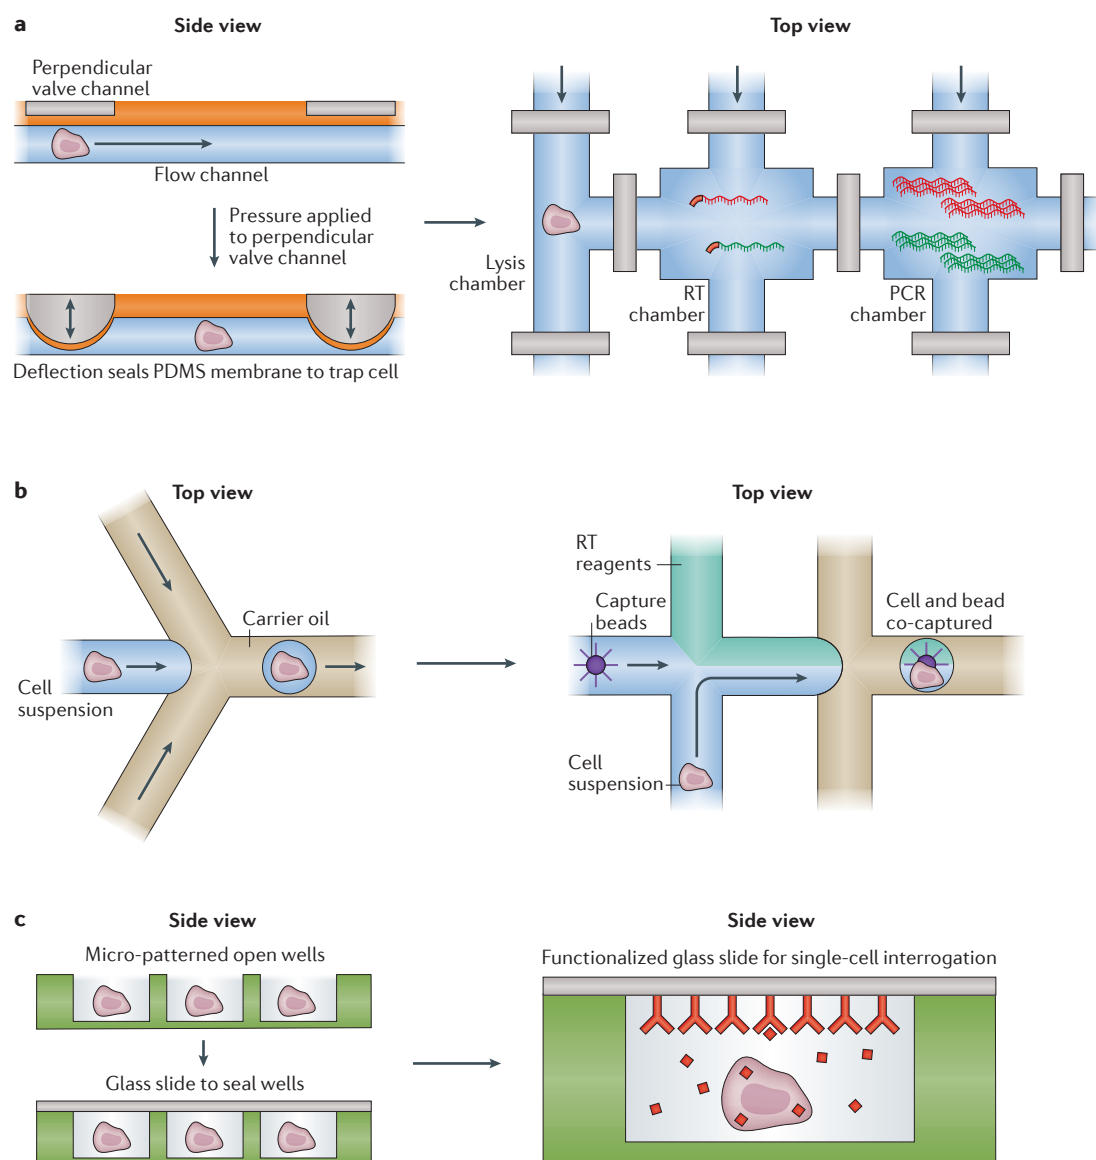 a
Side view
Top view
Perpendicular
valve channel
Flow channel
Pressure applied
to perpendicular
valve channel
Deflection seals PDMS membrane to trap cell
Lysis
chamber
RT
chamber
PCR
chamber
b
Top view
Top view
Carrier oil
Cell
suspension
RT
reagents
Capture
beads
Cell and bead
co-captured
Cell
suspension
c
Side view
Side view
Micro-patterned open wells
Glass slide to seal wells
Functionalized glass slide for single-cell interrogation